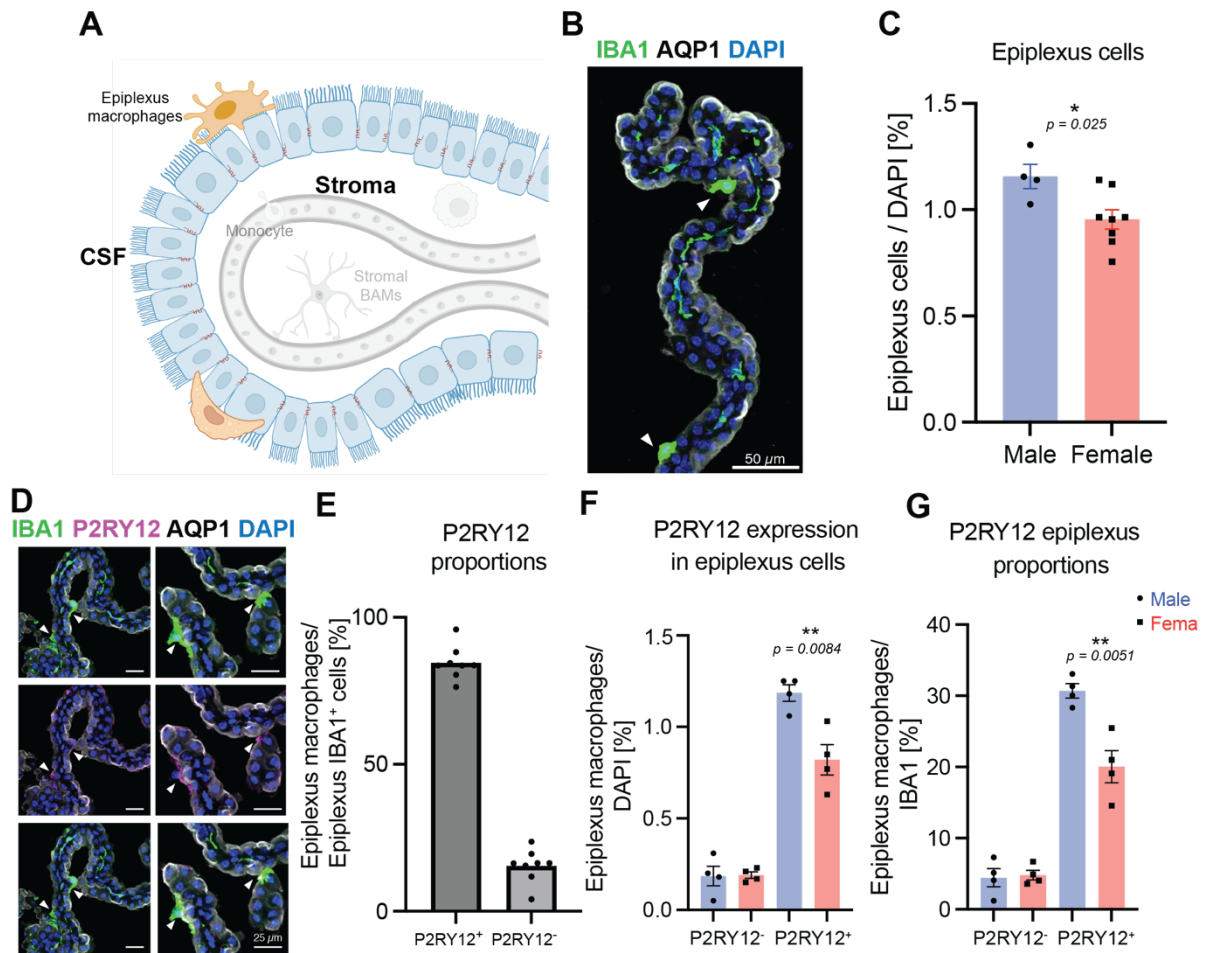 A
Epiplexus
macrophages
Stroma
Monocyte
CSF
Stromal
BAMs
B
IBA1 AQP1 DAPI
50 µm
C
Epiplexus cells
Epiplexus cells / DAPI [%]
1.5
1.0
0.5
0.0
*
p = 0.025
Male Female
D
IBA1 P2RY12 AQP1 DAPI
25 µm
E
P2RY12
proportions
Epiplexus macrophages/
Epiplexus IBA1⁺ cells [%]
100
50
0
P2RY12⁺ P2RY12⁻
F
P2RY12 expression
in epiplexus cells
Epiplexus macrophages/
DAPI [%]
1.5
1.0
0.5
0.0
**
p = 0.0084
P2RY12⁻ P2RY12⁺
G
P2RY12 epiplexus
proportions
Male
Fema
Epiplexus macrophages/
IBA1 [%]
40
30
20
10
0
**
p = 0.0051
P2RY12⁻ P2RY12⁺